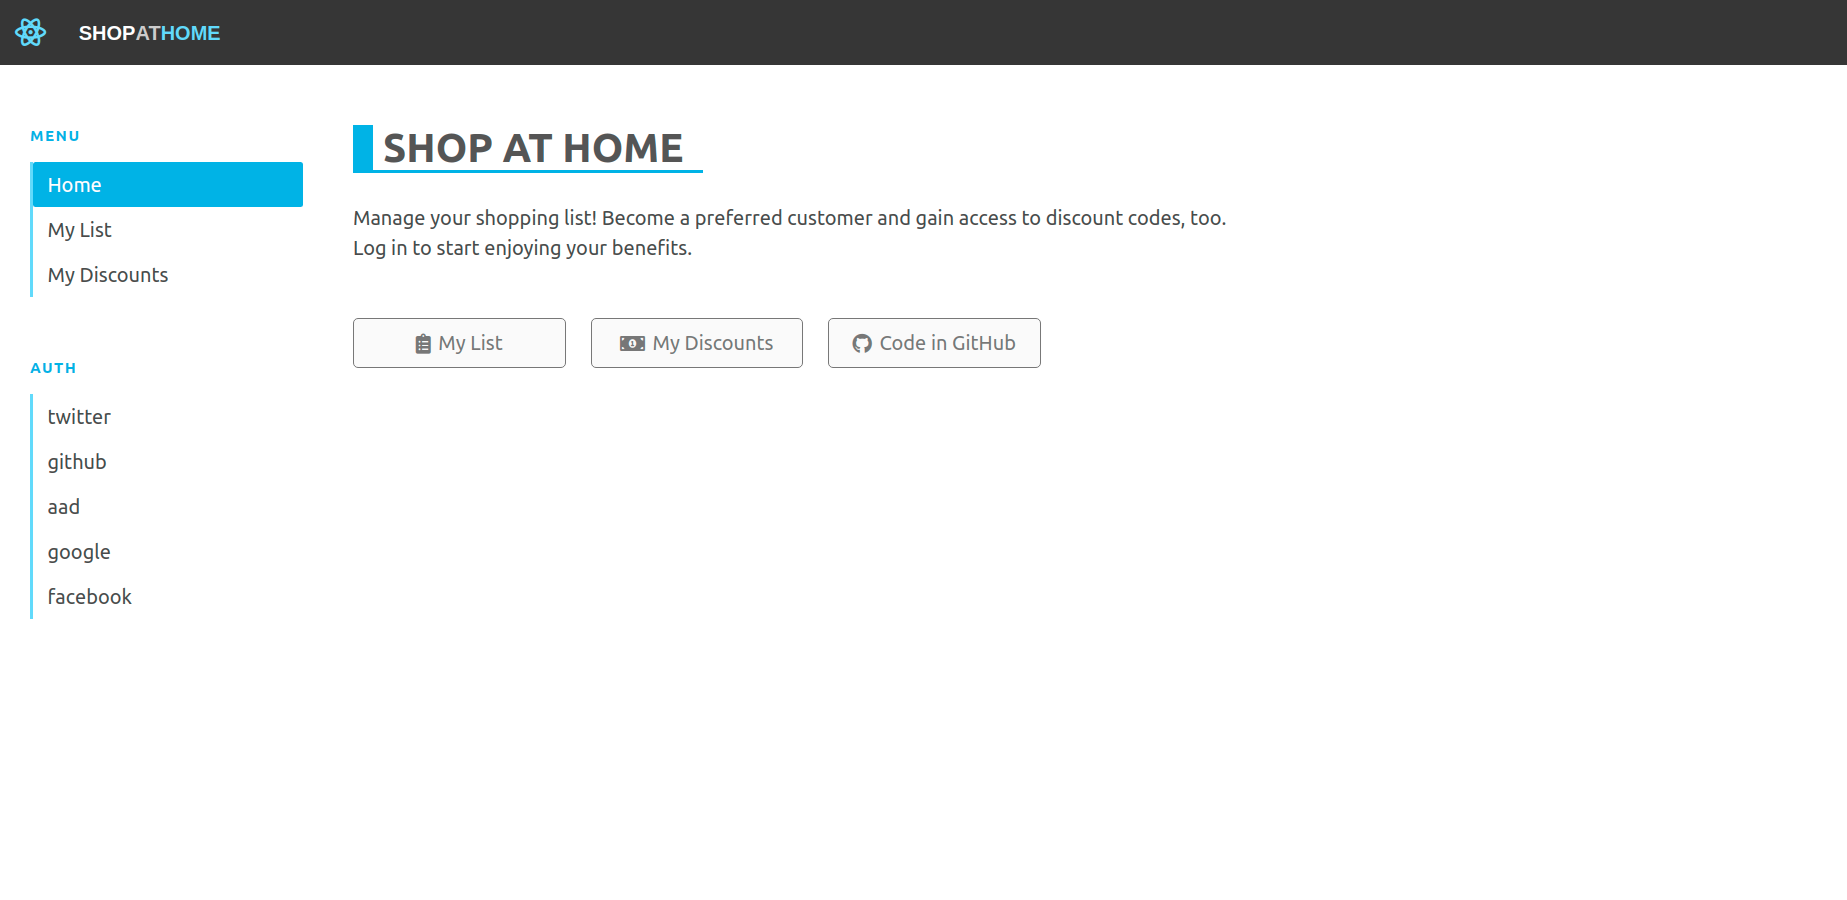 SHOPATHOME
MENU
Home
My List
My Discounts
AUTH
twitter
github
aad
google
facebook
SHOP AT HOME
Manage your shopping list! Become a preferred customer and gain access to discount codes, too.
Log in to start enjoying your benefits.
My List
My Discounts
Code in GitHub